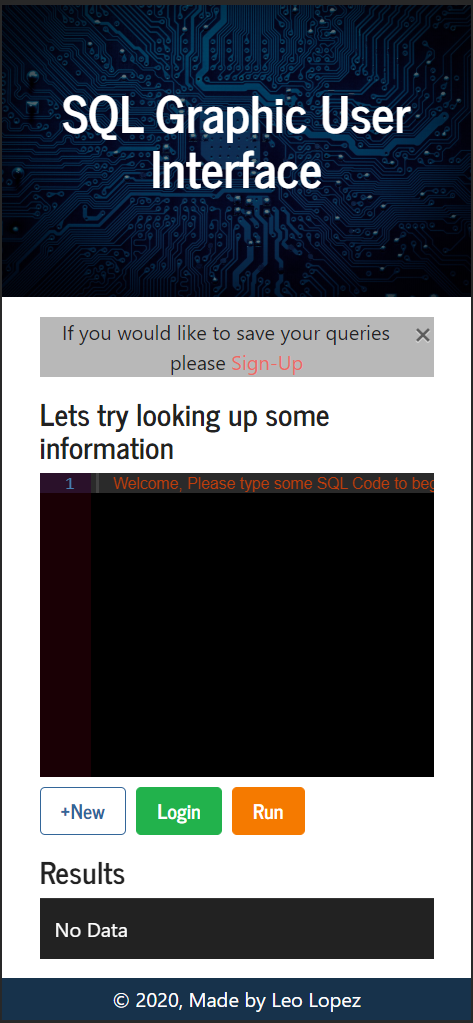 SQL Graphic User
Interface
If you would like to save your queries
×
please Sign-Up
Lets try looking up some
information
1
Welcome, Please type some SQL Code to beg
+New
Login
Run
Results
No Data
© 2020, Made by Leo Lopez